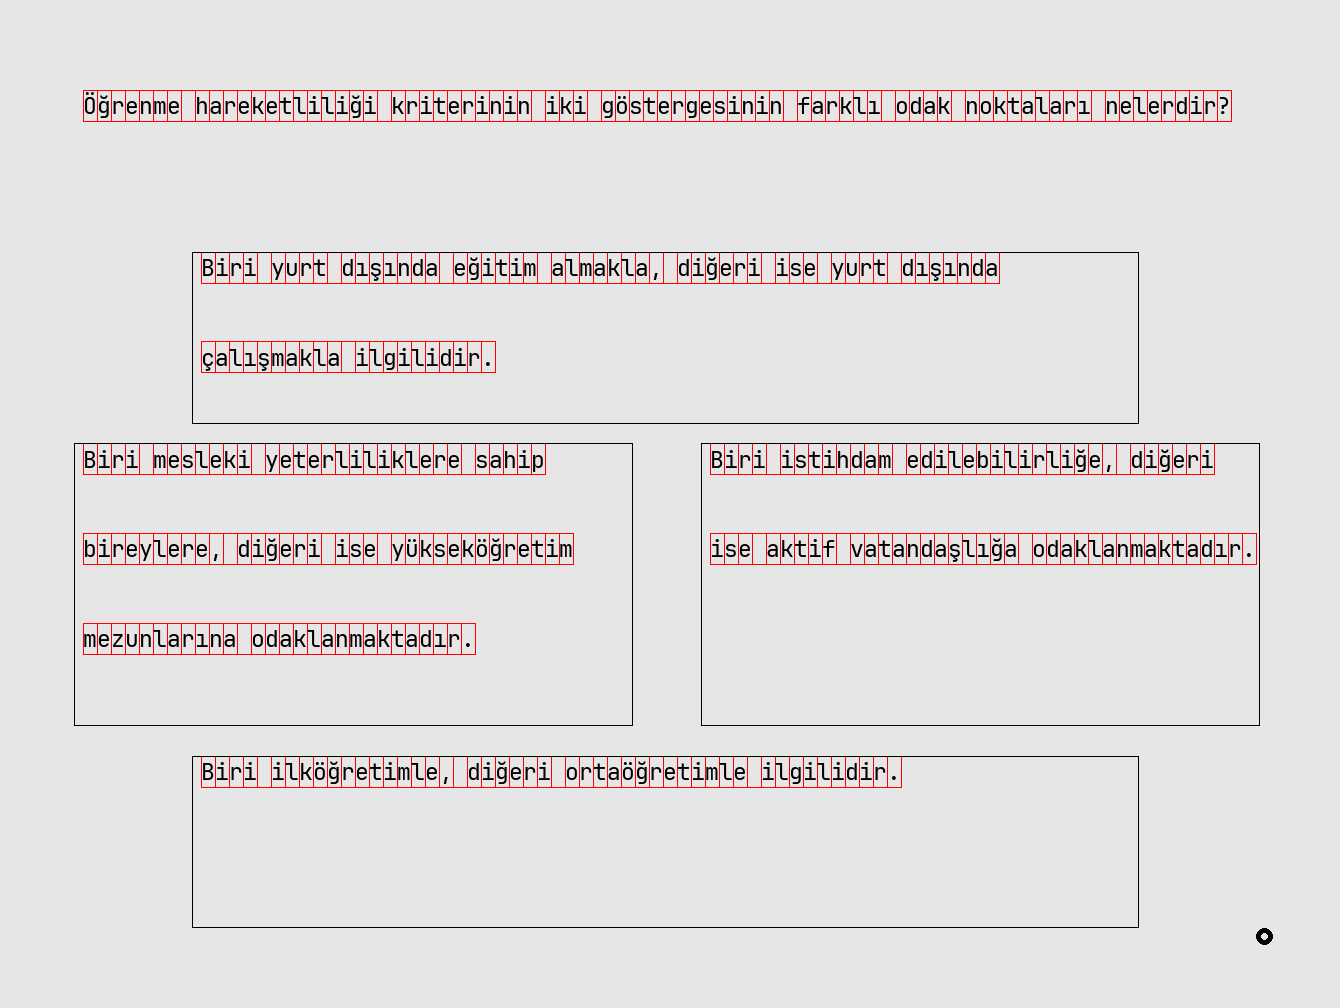 Öğrenme hareketliliği kriterinin iki göstergesinin farklı odak noktaları nelerdir?
Biri yurt dışında eğitim almakla, diğeri ise yurt dışında
çalışmakla ilgilidir.
Biri mesleki yeterliliklere sahip
bireylere, diğeri ise yükseköğretim
mezunlarına odaklanmaktadır.
Biri istihdam edilebilirliğe, diğeri
ise aktif vatandaşlığa odaklanmaktadır.
Biri ilköğretimle, diğeri ortaöğretimle ilgilidir.